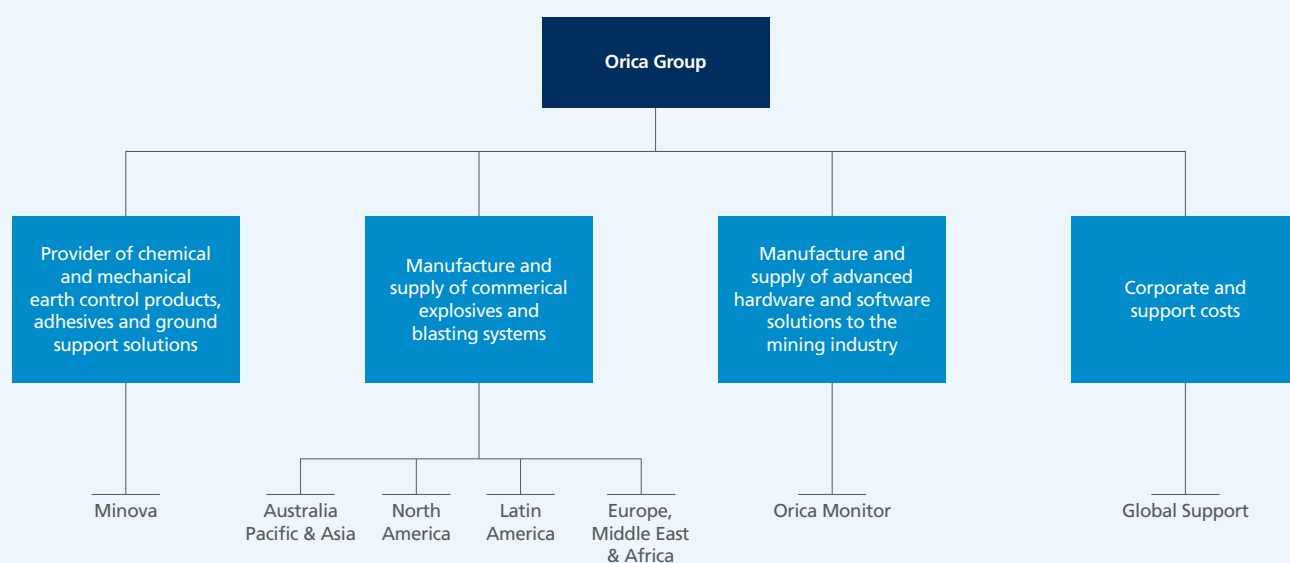 Orica Group
Provider of chemical
and mechanical
earth control products,
adhesives and ground
support solutions
Manufacture and
supply of commerical
explosives and
blasting systems
Manufacture and
supply of advanced
hardware and software
solutions to the
mining industry
Corporate and
support costs
Minova
Australia
Pacific & Asia
North
America
Latin
America
Europe,
Middle East
& Africa
Orica Monitor
Global Support